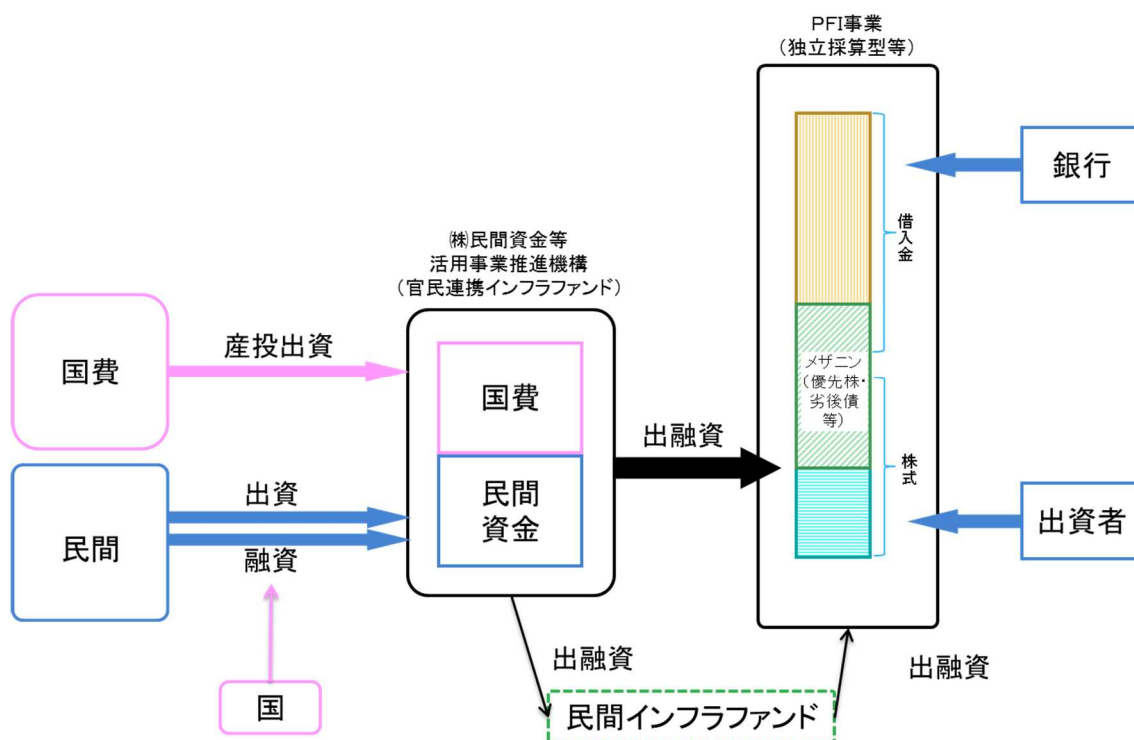 PFI事業
（独立採算型等）
銀行
借入金
㈱民間資金等
活用事業推進機構
（官民連携インフラファンド）
国費
産投出資
国費
メザニン
（優先株・
劣後債
等）
出融資
株式
民間
出資
融資
民間
資金
出資者
国
出融資
出融資
民間インフラファンド